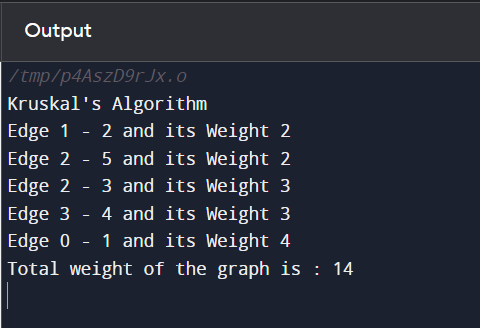 Output
/tmp/p4AszD9rJx.o
Kruskal's Algorithm
Edge 1 - 2 and its Weight 2
Edge 2 - 5 and its Weight 2
Edge 2 - 3 and its Weight 3
Edge 3 - 4 and its Weight 3
Edge 0 - 1 and its Weight 4
Total weight of the graph is : 14